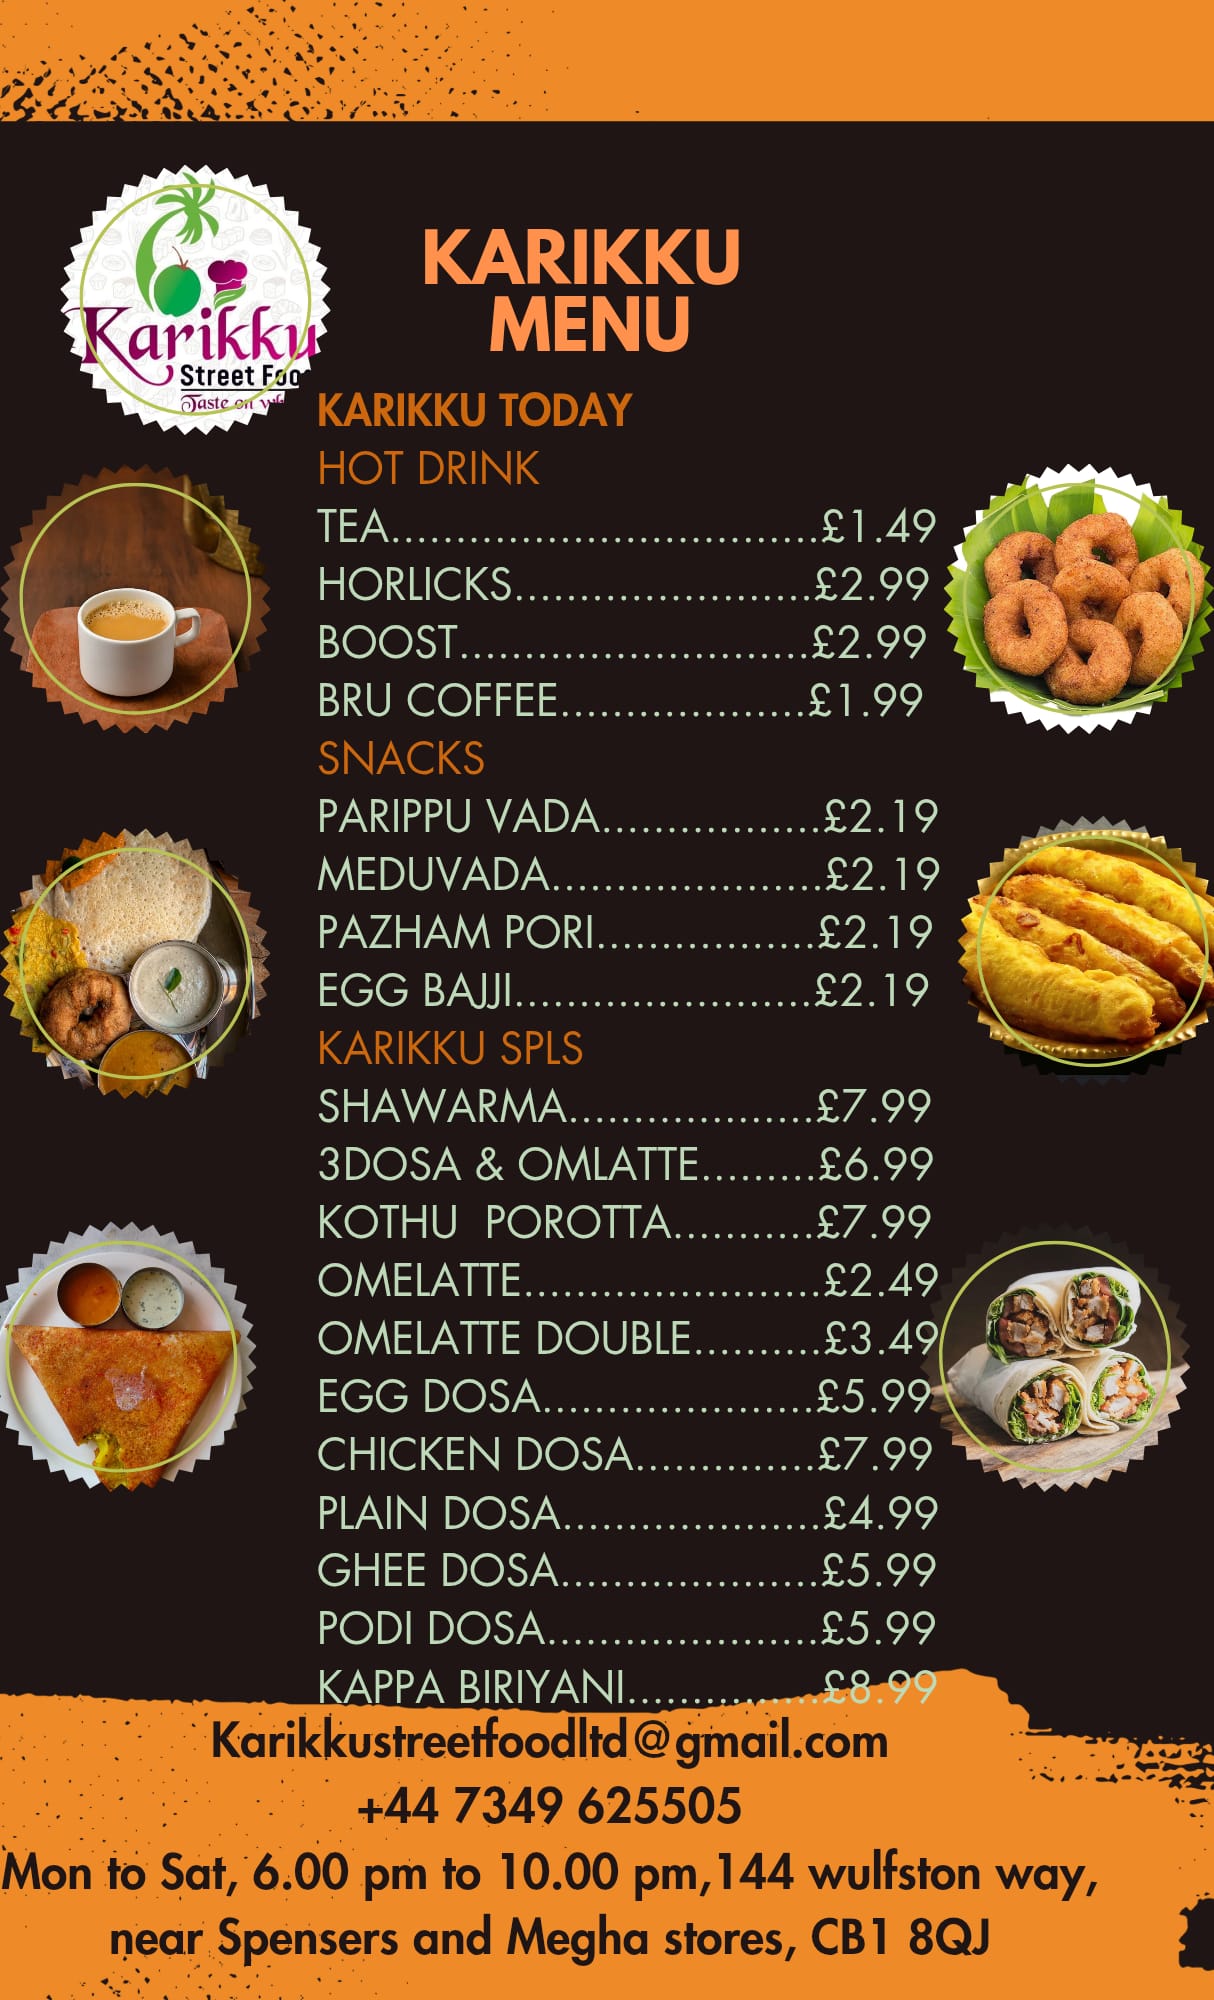 Karikku
Street Foo
Taste on wh
KARIKKU
MENU
KARIKKU TODAY
HOT DRINK
TEA.................................£1.49
HORLICKS.......................£2.99
BOOST...........................£2.99
BRU COFFEE...................£1.99
SNACKS
PARIPPU VADA.................£2.19
MEDUVADA.....................£2.19
PAZHAM PORI.................£2.19
EGG BAJJI.......................£2.19
KARIKKU SPLS
SHAWARMA...................£7.99
3DOSA & OMLATTE.........£6.99
KOTHU POROTTA...........£7.99
OMELATTE.......................£2.49
OMELATTE DOUBLE..........£3.49
EGG DOSA.....................£5.99
CHICKEN DOSA..............£7.99
PLAIN DOSA....................£4.99
GHEE DOSA....................£5.99
PODI DOSA.....................£5.99
KAPPA BIRIYANI...............£8.99
Karikkustreetfoodltd@gmail.com
+44 7349 625505
Mon to Sat, 6.00 pm to 10.00 pm,144 wulfston way,
near Spensers and Megha stores, CB1 8QJ